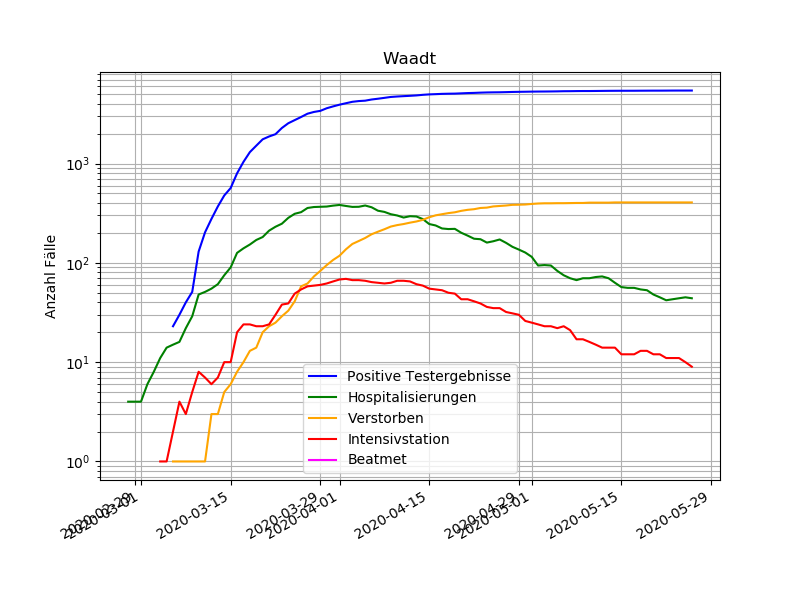 Waadt
Anzahl Fälle
10³
10²
10¹
10⁰
Positive Testergebnisse
Hospitalisierungen
Verstorben
Intensivstation
Beatmet
2020-03-01
2020-03-15
2020-03-29
2020-04-01
2020-04-15
2020-04-29
2020-05-01
2020-05-15
2020-05-29